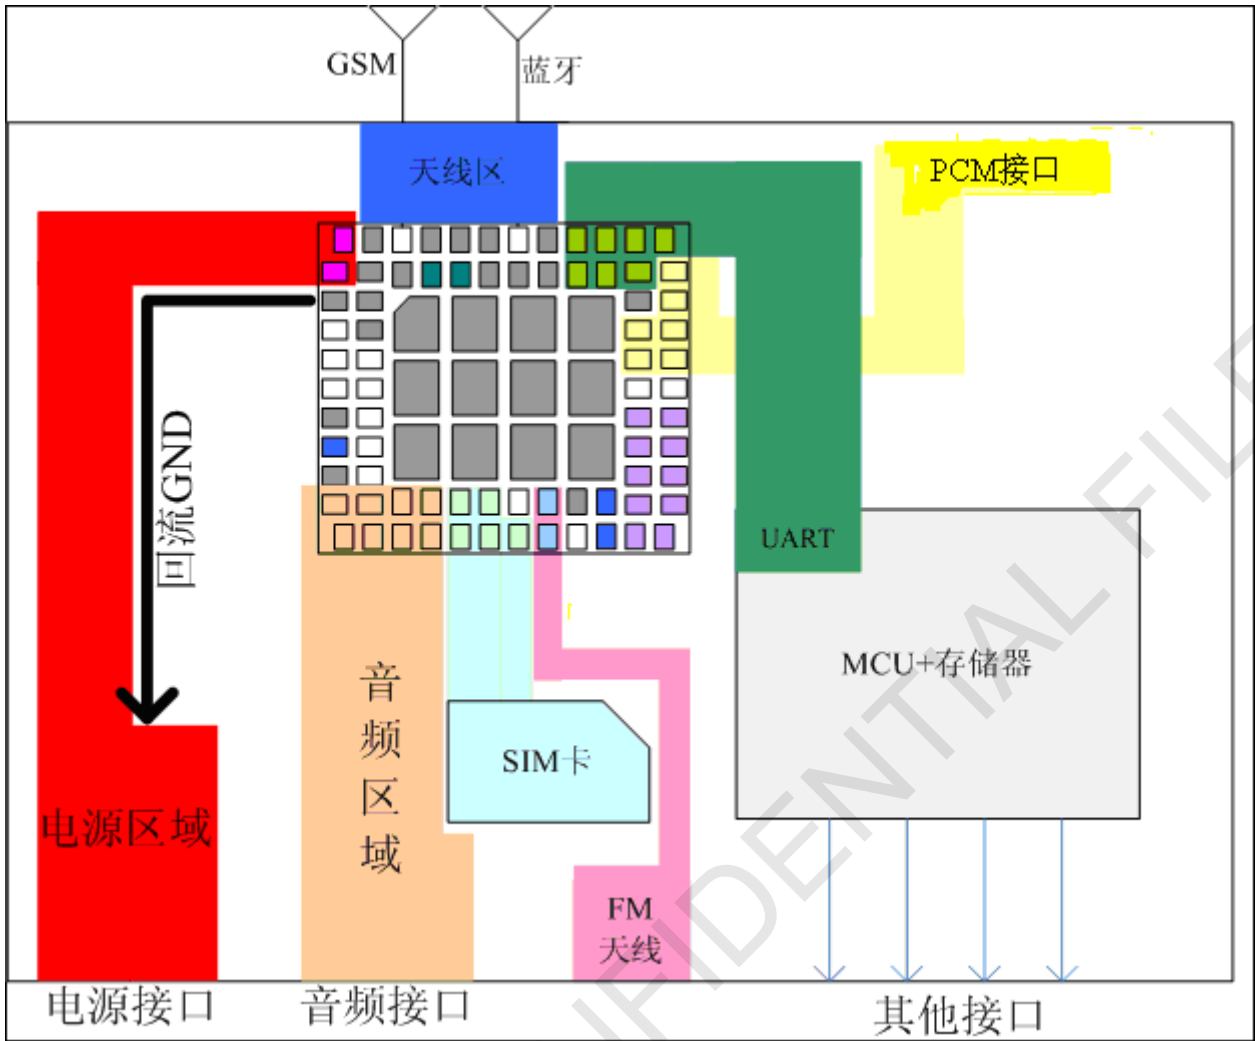 GSM
蓝牙
天线区
PCM接口
回流GND
UART
MCU+存储器
音频区域
SIM卡
电源区域
FM
天线
电源接口
音频接口
其他接口